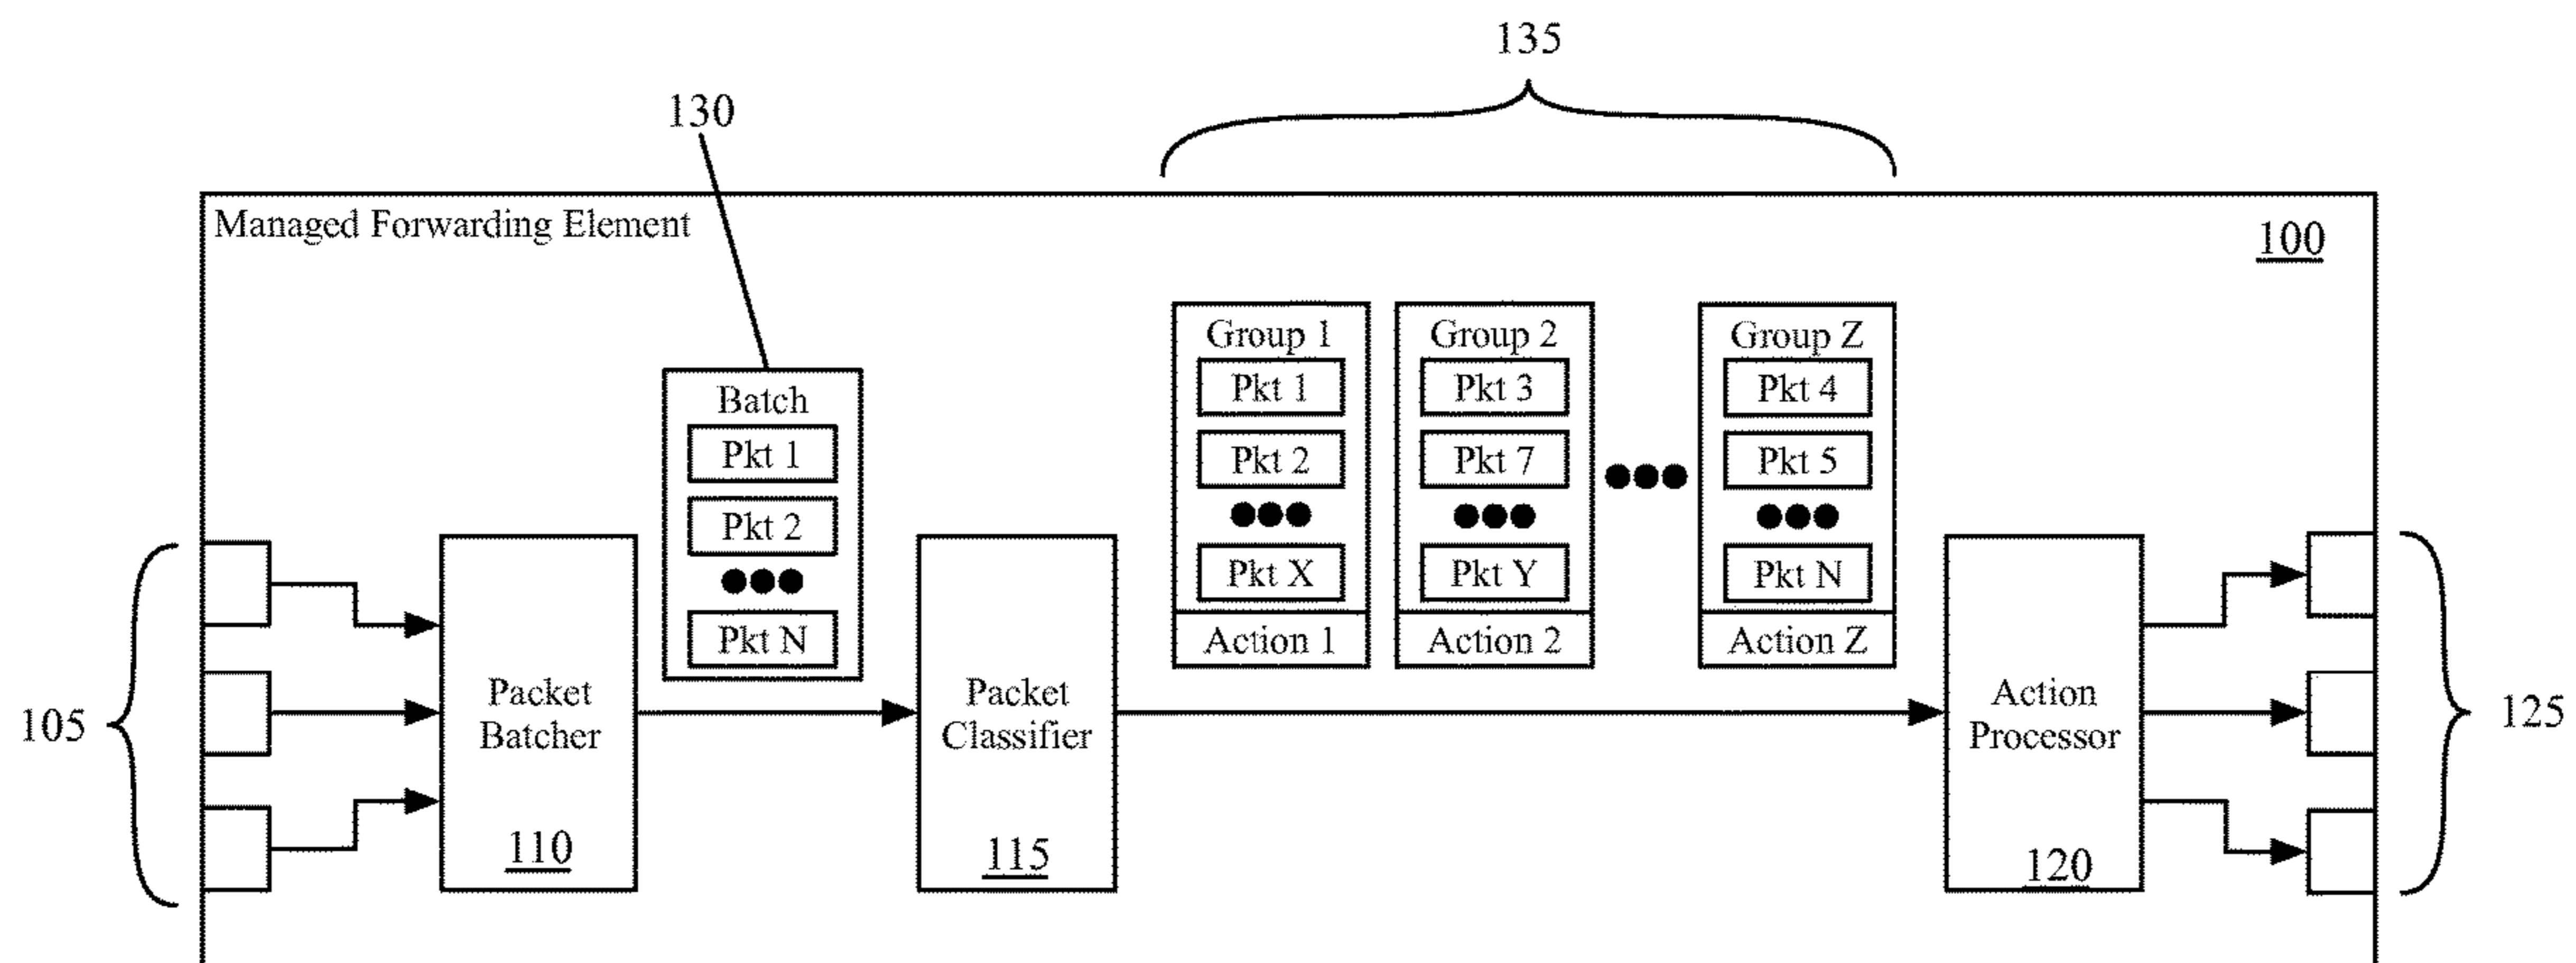 135
130
Managed Forwarding Element
100
Batch
Pkt 1
Pkt 2
Pkt N
Group 1
Pkt 1
Pkt 2
Pkt X
Action 1
Group 2
Pkt 3
Pkt 7
Pkt Y
Action 2
Group Z
Pkt 4
Pkt 5
Pkt N
Action Z
105
Packet
Batcher
110
Packet
Classifier
115
Action
Processor
120
125